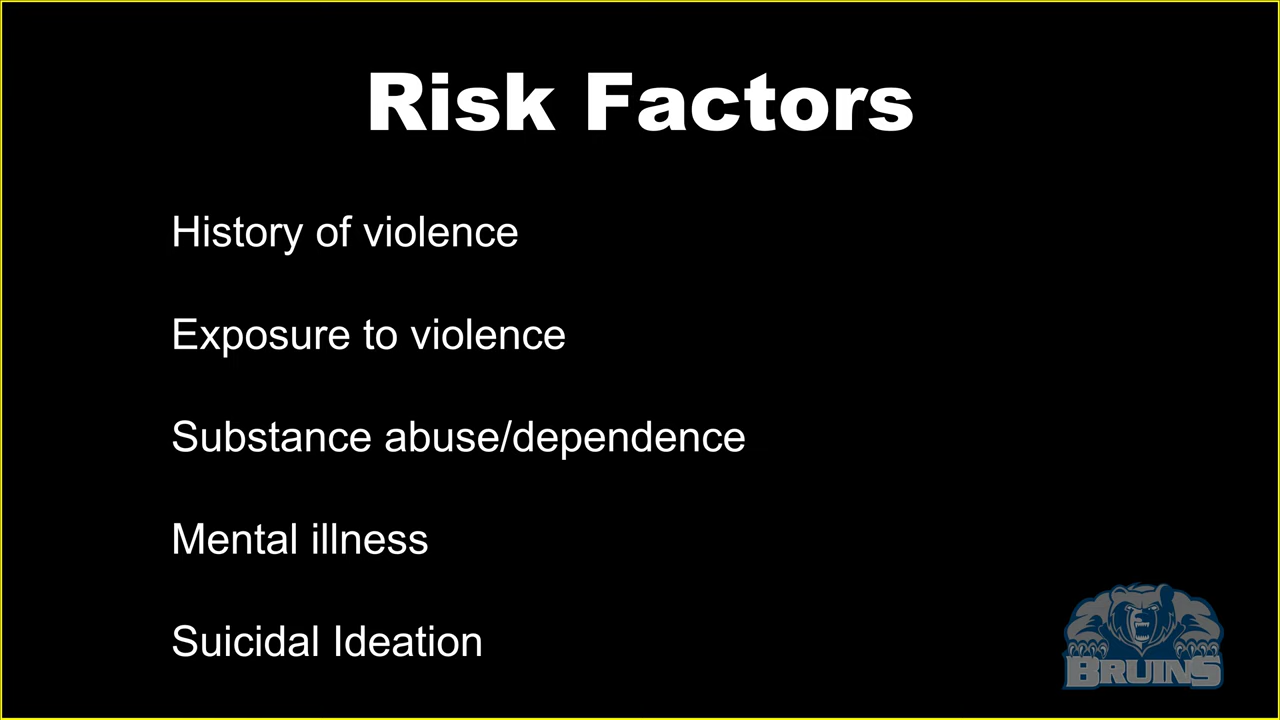 Risk Factors
History of violence
Exposure to violence
Substance abuse/dependence
Mental illness
Suicidal Ideation
BRUINS